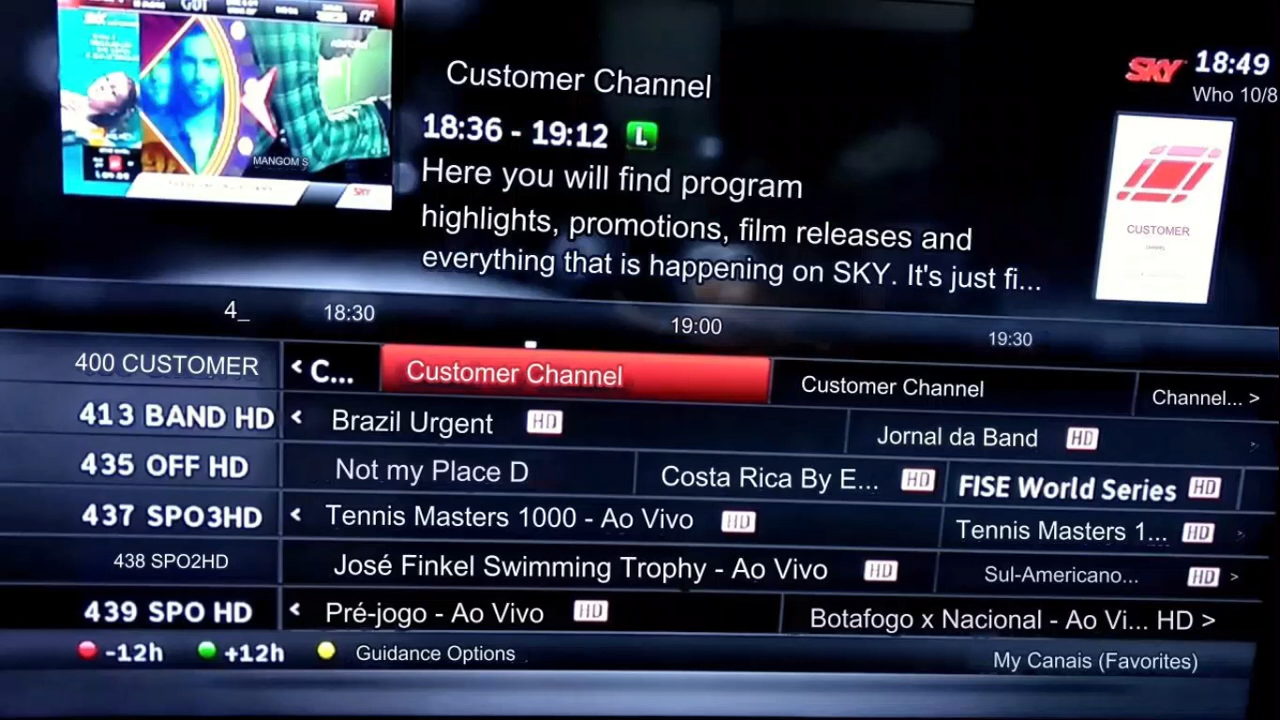 SKY
MANGOM S
SKY
Customer Channel
18:36 - 19:12 L
Here you will find program
highlights, promotions, film releases and
everything that is happening on SKY. It's just fi...
SKY 18:49
Who 10/8
CUSTOMER
4_ 18:30 19:00 19:30
400 CUSTOMER < C... Customer Channel Customer Channel Channel... >
413 BAND HD < Brazil Urgent HD Jornal da Band HD >
435 OFF HD Not my Place D Costa Rica By E... HD FISE World Series HD
437 SPO3HD < Tennis Masters 1000 - Ao Vivo HD Tennis Masters 1... HD >
438 SPO2HD José Finkel Swimming Trophy - Ao Vivo HD Sul-Americano... HD >
439 SPO HD < Pré-jogo - Ao Vivo HD Botafogo x Nacional - Ao Vi... HD >
-12h +12h Guidance Options My Canais (Favorites)